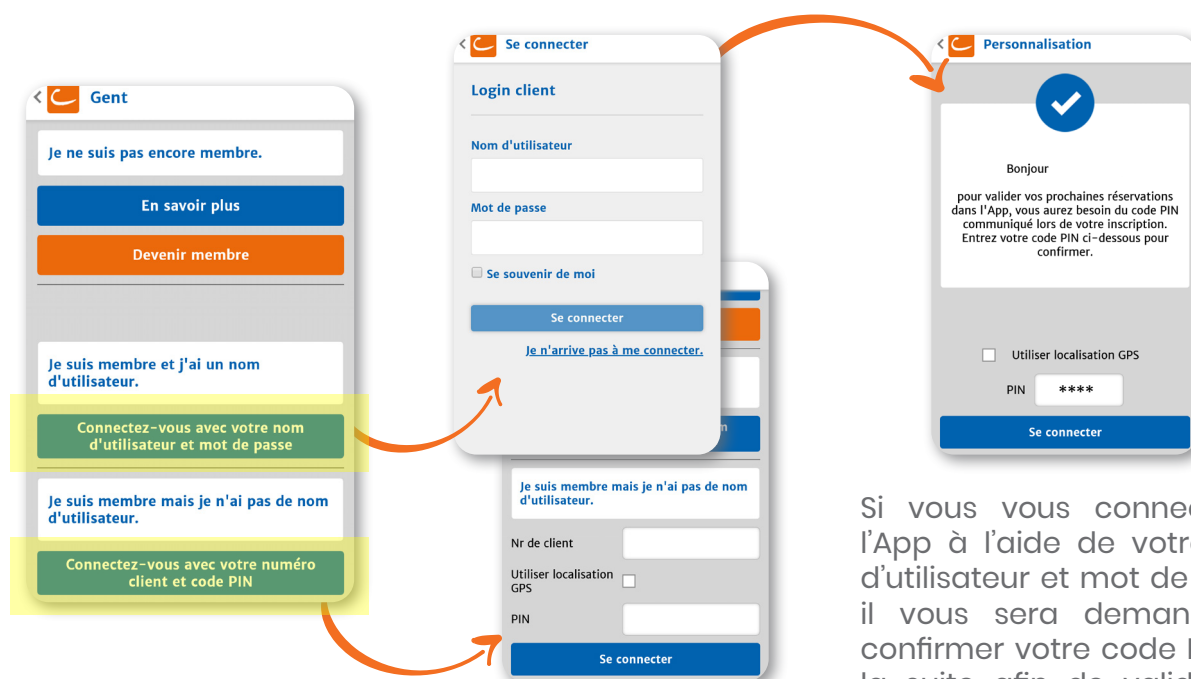 Gent
Je ne suis pas encore membre.
En savoir plus
Devenir membre
Je suis membre et j'ai un nom
d'utilisateur.
Connectez-vous avec votre nom
d'utilisateur et mot de passe
Je suis membre mais je n'ai pas de nom
d'utilisateur.
Connectez-vous avec votre numéro
client et code PIN
Se connecter
Login client
Nom d'utilisateur
Mot de passe
Se souvenir de moi
Se connecter
Je n'arrive pas à me connecter.
Je suis membre mais je n'ai pas de nom
d'utilisateur.
Nr de client
Utiliser localisation
GPS
PIN
Se connecter
Personnalisation
Bonjour
pour valider vos prochaines réservations
dans l'App, vous aurez besoin du code PIN
communiqué lors de votre inscription.
Entrez votre code PIN ci-dessous pour
confirmer.
Utiliser localisation GPS
PIN ****
Se connecter
Si vous vous
l’App à l’aide de
d’utilisateur et mot de
il vous sera
confirmer votre code
la suite afin de